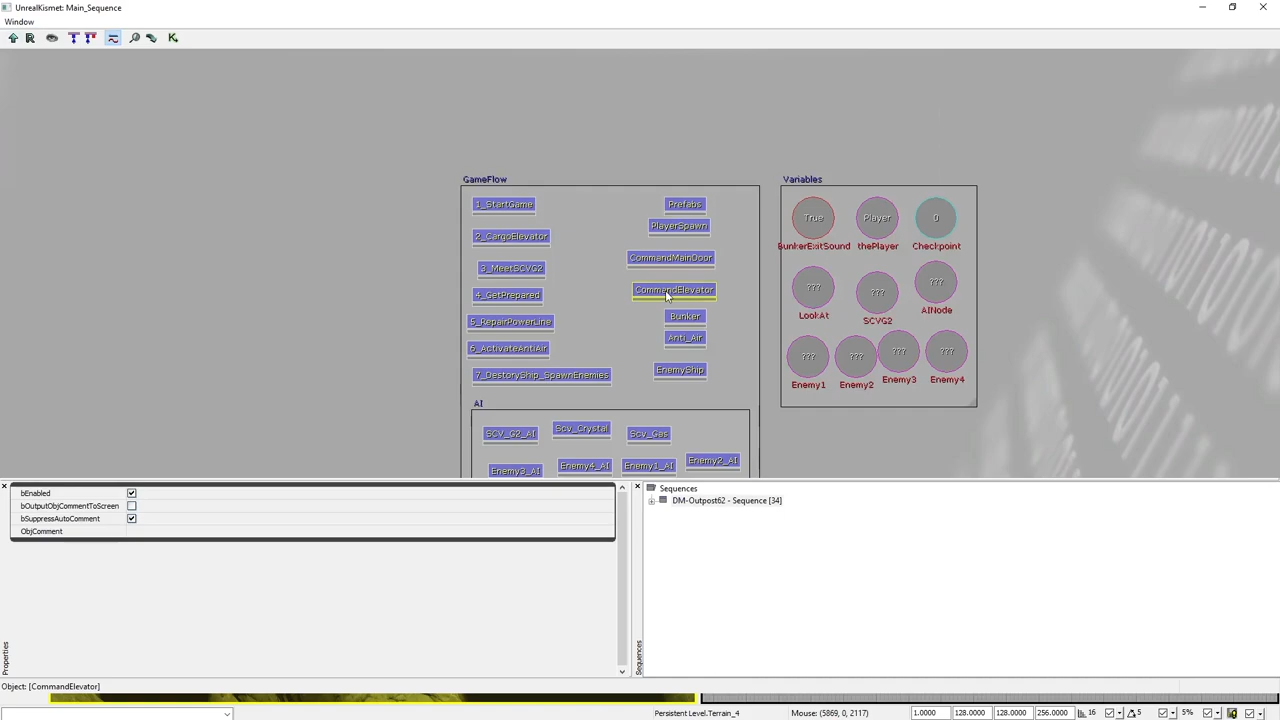 UnrealKismet: Main_Sequence
Window
GameFlow
Variables
1_StartGame
Prefabs
True
Player
0
PlayerSpawn
2_CargoElevator
BunkerExitSound
thePlayer
Checkpoint
CommandMainDoor
3_MeetSCVG2
???
???
???
4_GetPrepared
CommandElevator
LookAt
SCVG2
AINode
5_RepairPowerLine
Bunker
6_ActivateAntiAir
Anti_Air
???
???
???
???
7_DestoryShip_SpawnEnemies
EnemyShip
Enemy1
Enemy2
Enemy3
Enemy4
AI
SCV_G2_AI
Scv_Crystal
Scv_Gas
Enemy3_AI
Enemy4_AI
Enemy1_AI
Enemy2_AI
bEnabled
bOutputObjCommentToScreen
bSuppressAutoComment
ObjComment
Properties
Sequences
DM-Outpost62 - Sequence [34]
Sequences
Object: [CommandElevator]
Persistent Level.Terrain_4
Mouse: (5869, 0, 2117)
1.0000
128.0000
128.0000
256.0000
16
5
5%